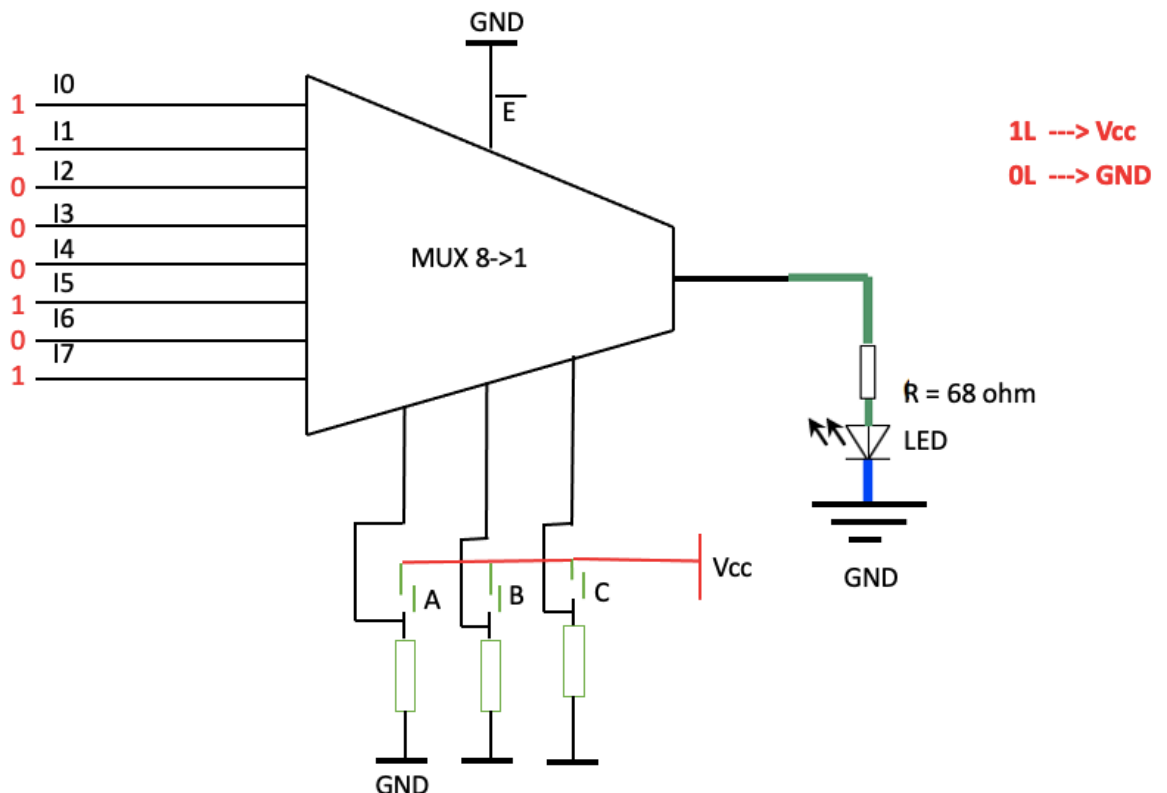 GND
E
1 I0
1 I1
0 I2
0 I3
0 I4
1 I5
0 I6
1 I7
MUX 8->1
1L ---> Vcc
0L ---> GND
R = 68 ohm
LED
GND
Vcc
A
B
C
GND